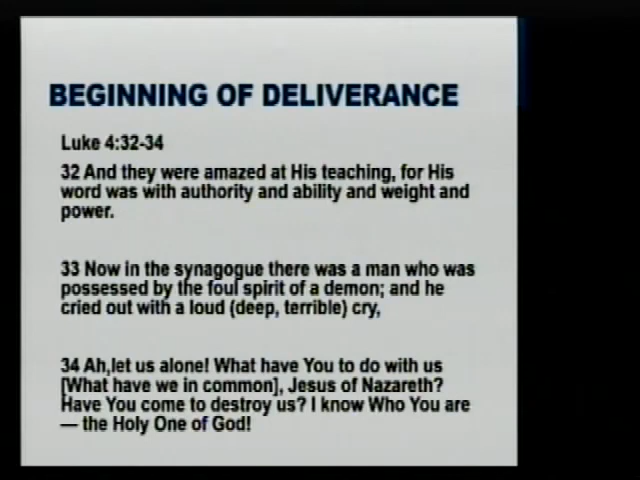 BEGINNING OF DELIVERANCE
Luke 4:32-34
32 And they were amazed at His teaching, for His
word was with authority and ability and weight and
power.
33 Now in the synagogue there was a man who was
possessed by the foul spirit of a demon; and he
cried out with a loud (deep, terrible) cry,
34 Ah,let us alone! What have You to do with us
[What have we in common], Jesus of Nazareth?
Have You come to destroy us? I know Who You are
— the Holy One of God!